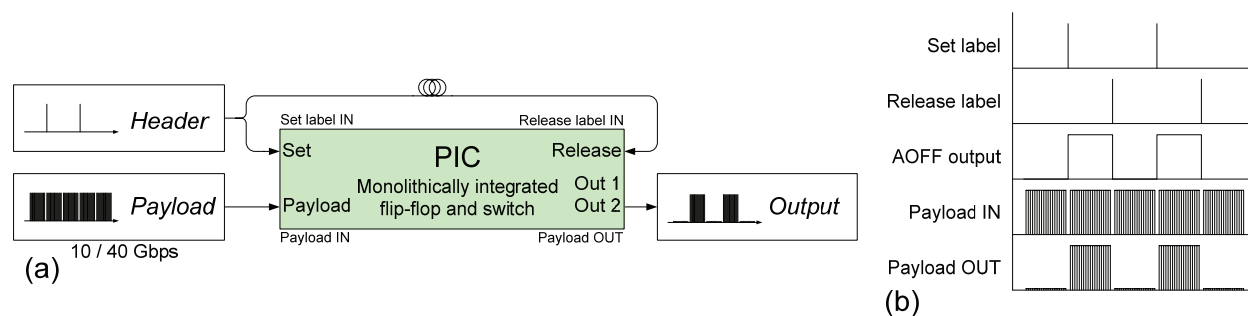 Header
Set label IN
Release label IN
Set
PIC
Release
Monolithically integrated
flip-flop and switch
Out 1
Out 2
Payload
Payload
Output
Payload IN
Payload OUT
10 / 40 Gbps
(a)
Set label
Release label
AOFF output
Payload IN
Payload OUT
(b)